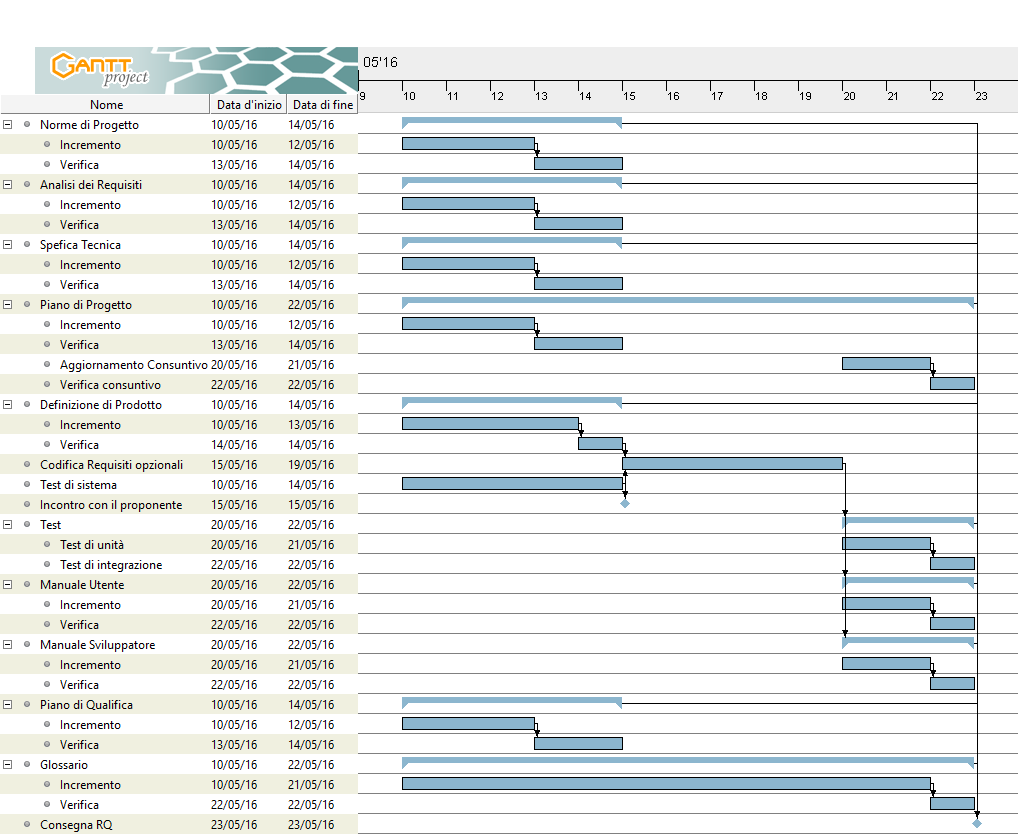 GANTT
project
05'16
9 10 11 12 13 14 15 16 17 18 19 20 21 22 23
Nome Data d'inizio Data di fine
Norme di Progetto 10/05/16 14/05/16
Incremento 10/05/16 12/05/16
Verifica 13/05/16 14/05/16
Analisi dei Requisiti 10/05/16 14/05/16
Incremento 10/05/16 12/05/16
Verifica 13/05/16 14/05/16
Spefica Tecnica 10/05/16 14/05/16
Incremento 10/05/16 12/05/16
Verifica 13/05/16 14/05/16
Piano di Progetto 10/05/16 22/05/16
Incremento 10/05/16 12/05/16
Verifica 13/05/16 14/05/16
Aggiornamento Consuntivo 20/05/16 21/05/16
Verifica consuntivo 22/05/16 22/05/16
Definizione di Prodotto 10/05/16 14/05/16
Incremento 10/05/16 13/05/16
Verifica 14/05/16 14/05/16
Codifica Requisiti opzionali 15/05/16 19/05/16
Test di sistema 10/05/16 14/05/16
Incontro con il proponente 15/05/16 15/05/16
Test 20/05/16 22/05/16
Test di unità 20/05/16 21/05/16
Test di integrazione 22/05/16 22/05/16
Manuale Utente 20/05/16 22/05/16
Incremento 20/05/16 21/05/16
Verifica 22/05/16 22/05/16
Manuale Sviluppatore 20/05/16 22/05/16
Incremento 20/05/16 21/05/16
Verifica 22/05/16 22/05/16
Piano di Qualifica 10/05/16 14/05/16
Incremento 10/05/16 12/05/16
Verifica 13/05/16 14/05/16
Glossario 10/05/16 22/05/16
Incremento 10/05/16 21/05/16
Verifica 22/05/16 22/05/16
Consegna RQ 23/05/16 23/05/16